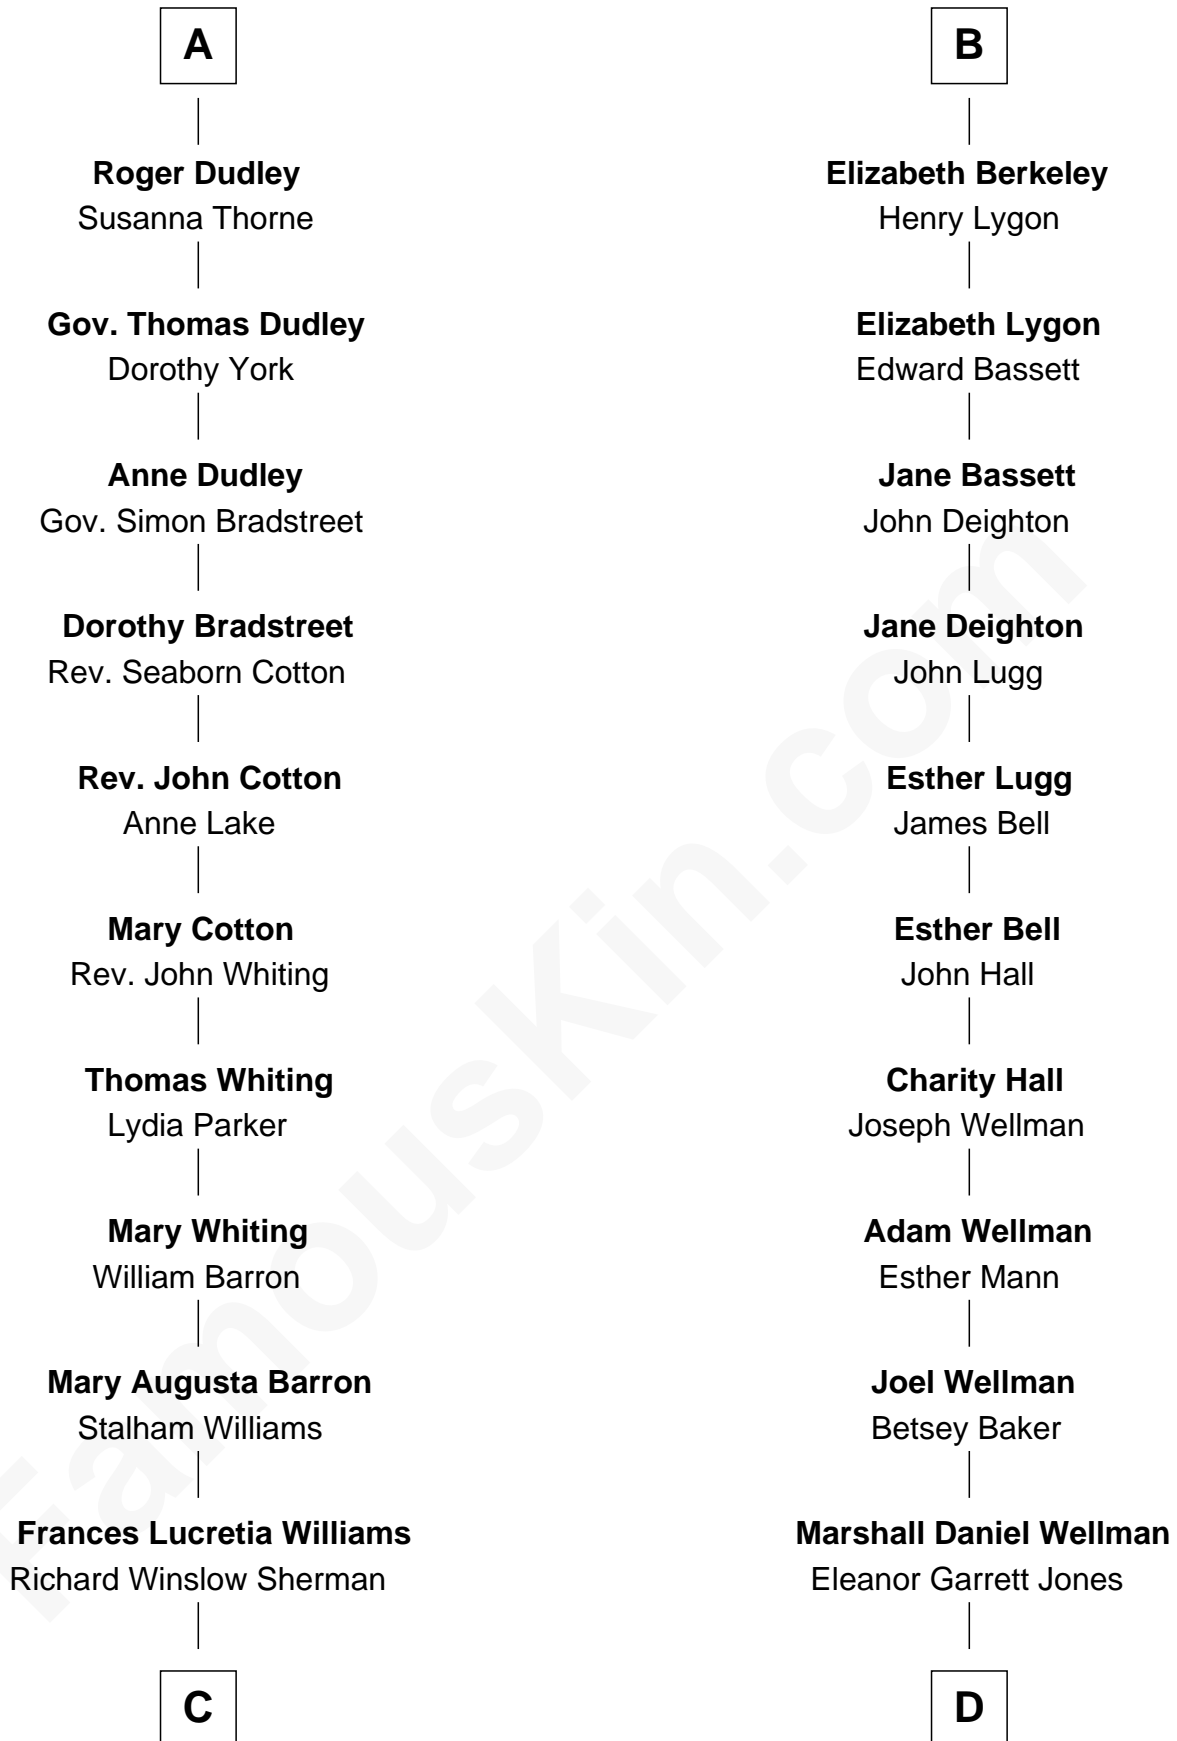 A
Roger Dudley
Susanna Thorne
Gov. Thomas Dudley
Dorothy York
Anne Dudley
Gov. Simon Bradstreet
Dorothy Bradstreet
Rev. Seaborn Cotton
Rev. John Cotton
Anne Lake
Mary Cotton
Rev. John Whiting
Thomas Whiting
Lydia Parker
Mary Whiting
William Barron
Mary Augusta Barron
Stalham Williams
Frances Lucretia Williams
Richard Winslow Sherman
C
B
Elizabeth Berkeley
Henry Lygon
Elizabeth Lygon
Edward Bassett
Jane Bassett
John Deighton
Jane Deighton
John Lugg
Esther Lugg
James Bell
Esther Bell
John Hall
Charity Hall
Joseph Wellman
Adam Wellman
Esther Mann
Joel Wellman
Betsey Baker
Marshall Daniel Wellman
Eleanor Garrett Jones
D
FamousKin.com